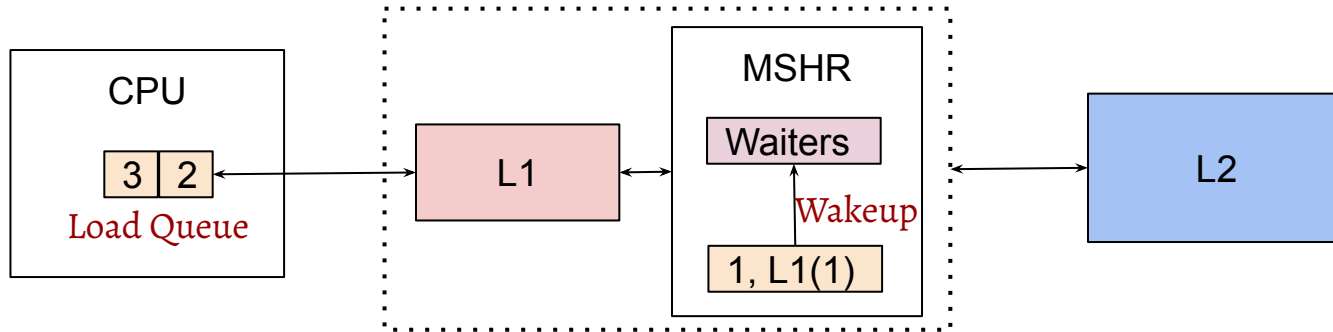 CPU
3 2
Load Queue
L1
MSHR
Waiters
Wakeup
1, L1(1)
L2